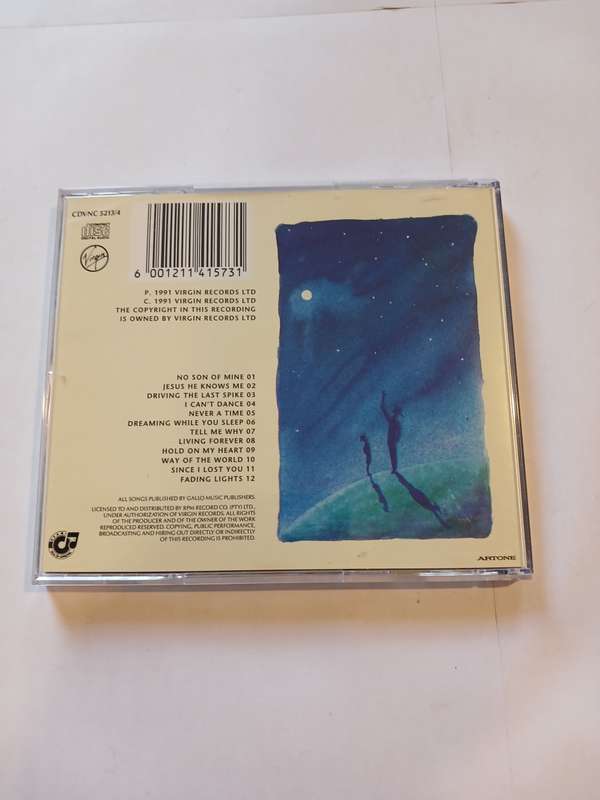 CDVNC 5213/4
COMPACT
disc
DIGITAL AUDIO
Virgin
6 001211 415731
P. 1991 VIRGIN RECORDS LTD
C. 1991 VIRGIN RECORDS LTD
THE COPYRIGHT IN THIS RECORDING
IS OWNED BY VIRGIN RECORDS LTD
NO SON OF MINE 01
JESUS HE KNOWS ME 02
DRIVING THE LAST SPIKE 03
I CAN'T DANCE 04
NEVER A TIME 05
DREAMING WHILE YOU SLEEP 06
TELL ME WHY 07
LIVING FOREVER 08
HOLD ON MY HEART 09
WAY OF THE WORLD 10
SINCE I LOST YOU 11
FADING LIGHTS 12
ALL SONGS PUBLISHED BY GALLO MUSIC PUBLISHERS.
LICENSED TO AND DISTRIBUTED BY RPM RECORD CO. (PTY) LTD.,
UNDER AUTHORIZATION OF VIRGIN RECORDS. ALL RIGHTS
OF THE PRODUCER AND OF THE OWNER OF THE WORK
REPRODUCED RESERVED. COPYING, PUBLIC PERFORMANCE,
BROADCASTING AND HIRING OUT DIRECTLY OR INDIRECTLY
OF THIS RECORDING IS PROHIBITED.
ARTONE